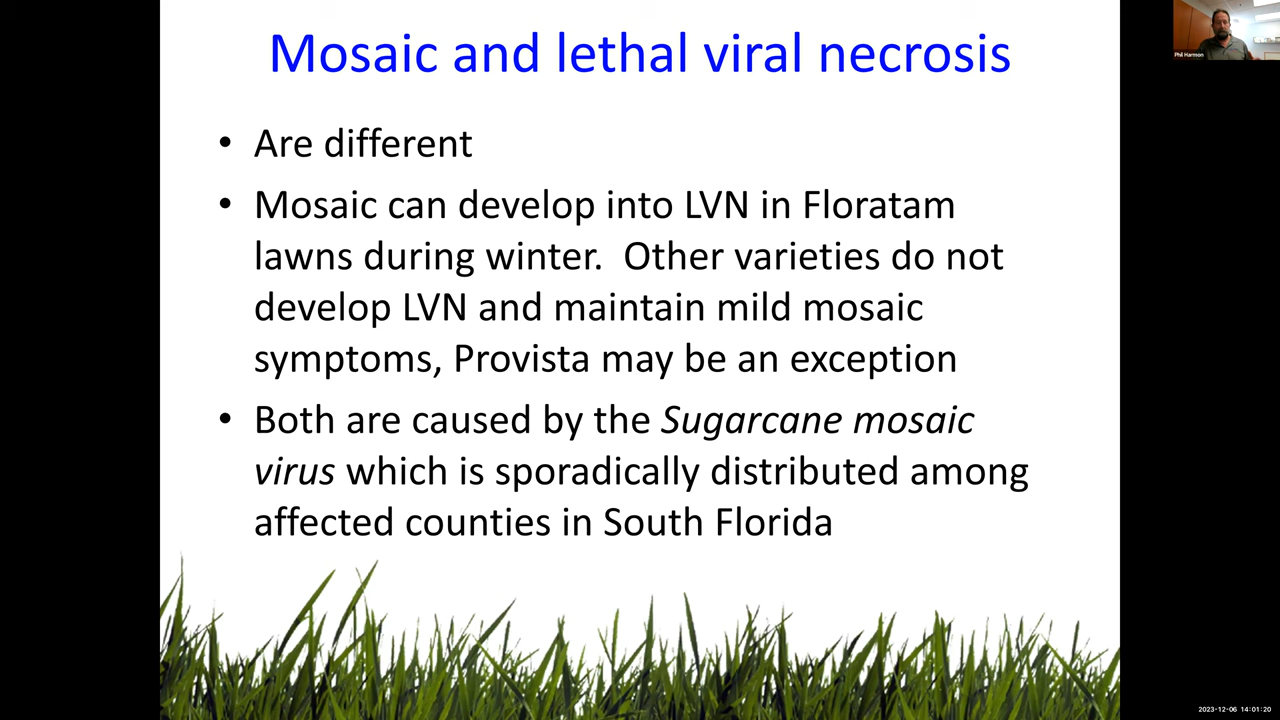 Mosaic and lethal viral necrosis
Phil Harmon
• Are different
• Mosaic can develop into LVN in Floratam
lawns during winter.  Other varieties do not
develop LVN and maintain mild mosaic
symptoms, Provista may be an exception
• Both are caused by the Sugarcane mosaic
virus which is sporadically distributed among
affected counties in South Florida
2023-12-06 14:01:20